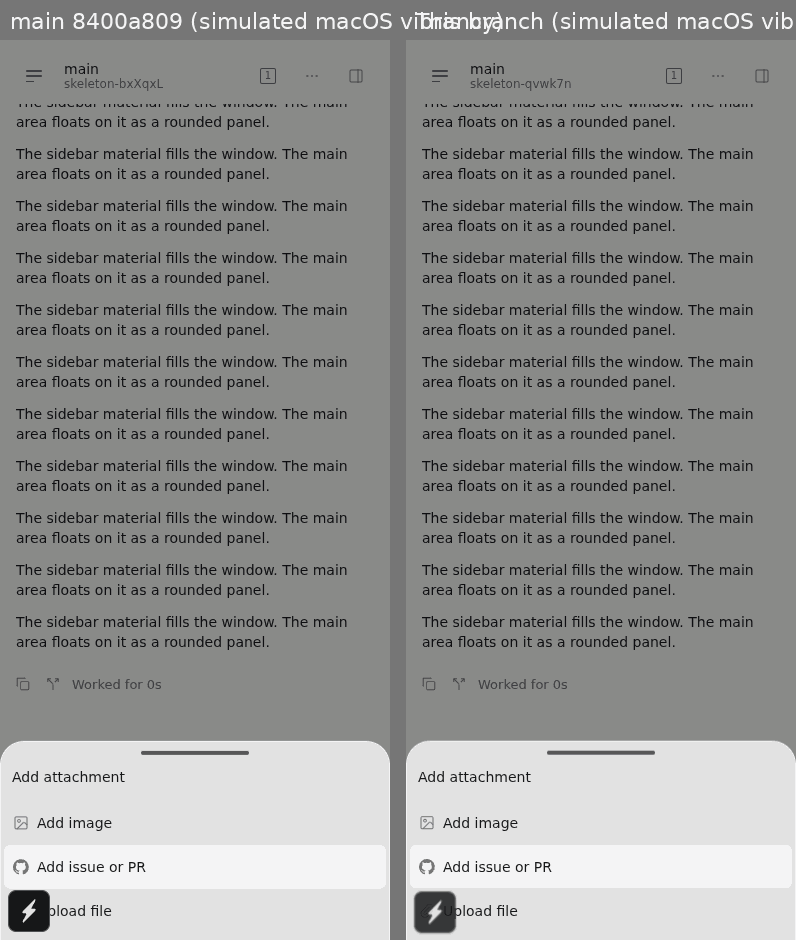 main 8400a809 (simulated macOS vibrancy)
This branch (simulated macOS vib
main
skeleton-bxXqxL
1
The sidebar material fills the window. The main
area floats on it as a rounded panel.
The sidebar material fills the window. The main
area floats on it as a rounded panel.
The sidebar material fills the window. The main
area floats on it as a rounded panel.
The sidebar material fills the window. The main
area floats on it as a rounded panel.
The sidebar material fills the window. The main
area floats on it as a rounded panel.
The sidebar material fills the window. The main
area floats on it as a rounded panel.
The sidebar material fills the window. The main
area floats on it as a rounded panel.
The sidebar material fills the window. The main
area floats on it as a rounded panel.
The sidebar material fills the window. The main
area floats on it as a rounded panel.
The sidebar material fills the window. The main
area floats on it as a rounded panel.
The sidebar material fills the window. The main
area floats on it as a rounded panel.
Worked for 0s
Add attachment
Add image
Add issue or PR
pload file
main
skeleton-qvwk7n
1
The sidebar material fills the window. The main
area floats on it as a rounded panel.
The sidebar material fills the window. The main
area floats on it as a rounded panel.
The sidebar material fills the window. The main
area floats on it as a rounded panel.
The sidebar material fills the window. The main
area floats on it as a rounded panel.
The sidebar material fills the window. The main
area floats on it as a rounded panel.
The sidebar material fills the window. The main
area floats on it as a rounded panel.
The sidebar material fills the window. The main
area floats on it as a rounded panel.
The sidebar material fills the window. The main
area floats on it as a rounded panel.
The sidebar material fills the window. The main
area floats on it as a rounded panel.
The sidebar material fills the window. The main
area floats on it as a rounded panel.
The sidebar material fills the window. The main
area floats on it as a rounded panel.
Worked for 0s
Add attachment
Add image
Add issue or PR
Upload file